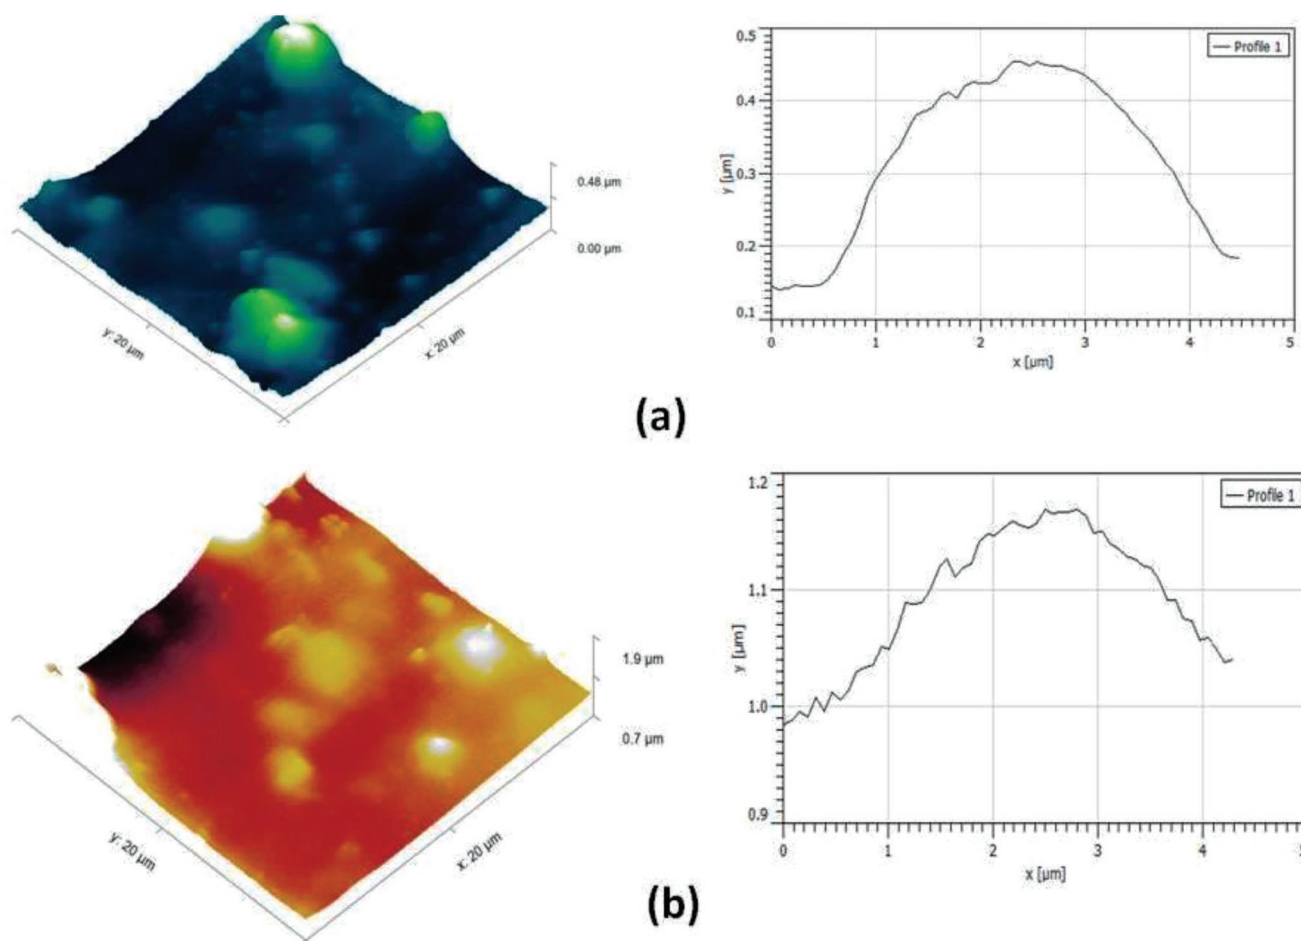 0.48 µm
0.00 µm
y: 20 µm
x: 20 µm
0.5
0.4
0.3
0.2
0.1
y [µm]
Profile 1
0 1 2 3 4 5
x [µm]
(a)
1.9 µm
0.7 µm
y: 20 µm
x: 20 µm
1.2
1.1
1.0
0.9
y [µm]
Profile 1
0 1 2 3 4
x [µm]
(b)